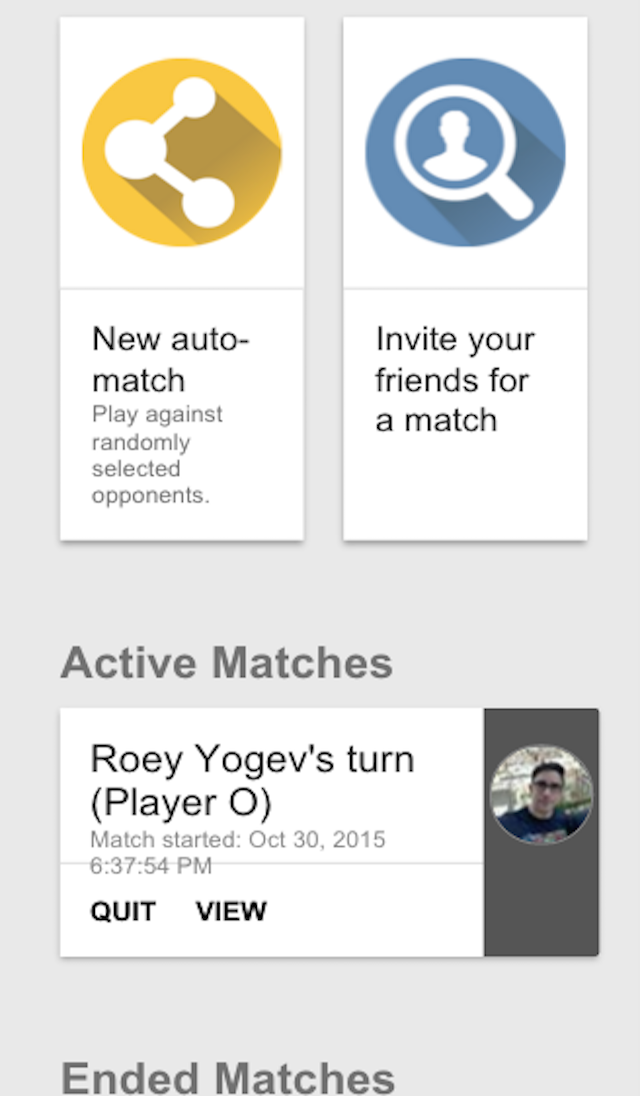 New auto-
match
Play against
randomly
selected
opponents.
Invite your
friends for
a match
Active Matches
Roey Yogev's turn
(Player O)
Match started: Oct 30, 2015
6:37:54 PM
QUIT VIEW
Ended Matches